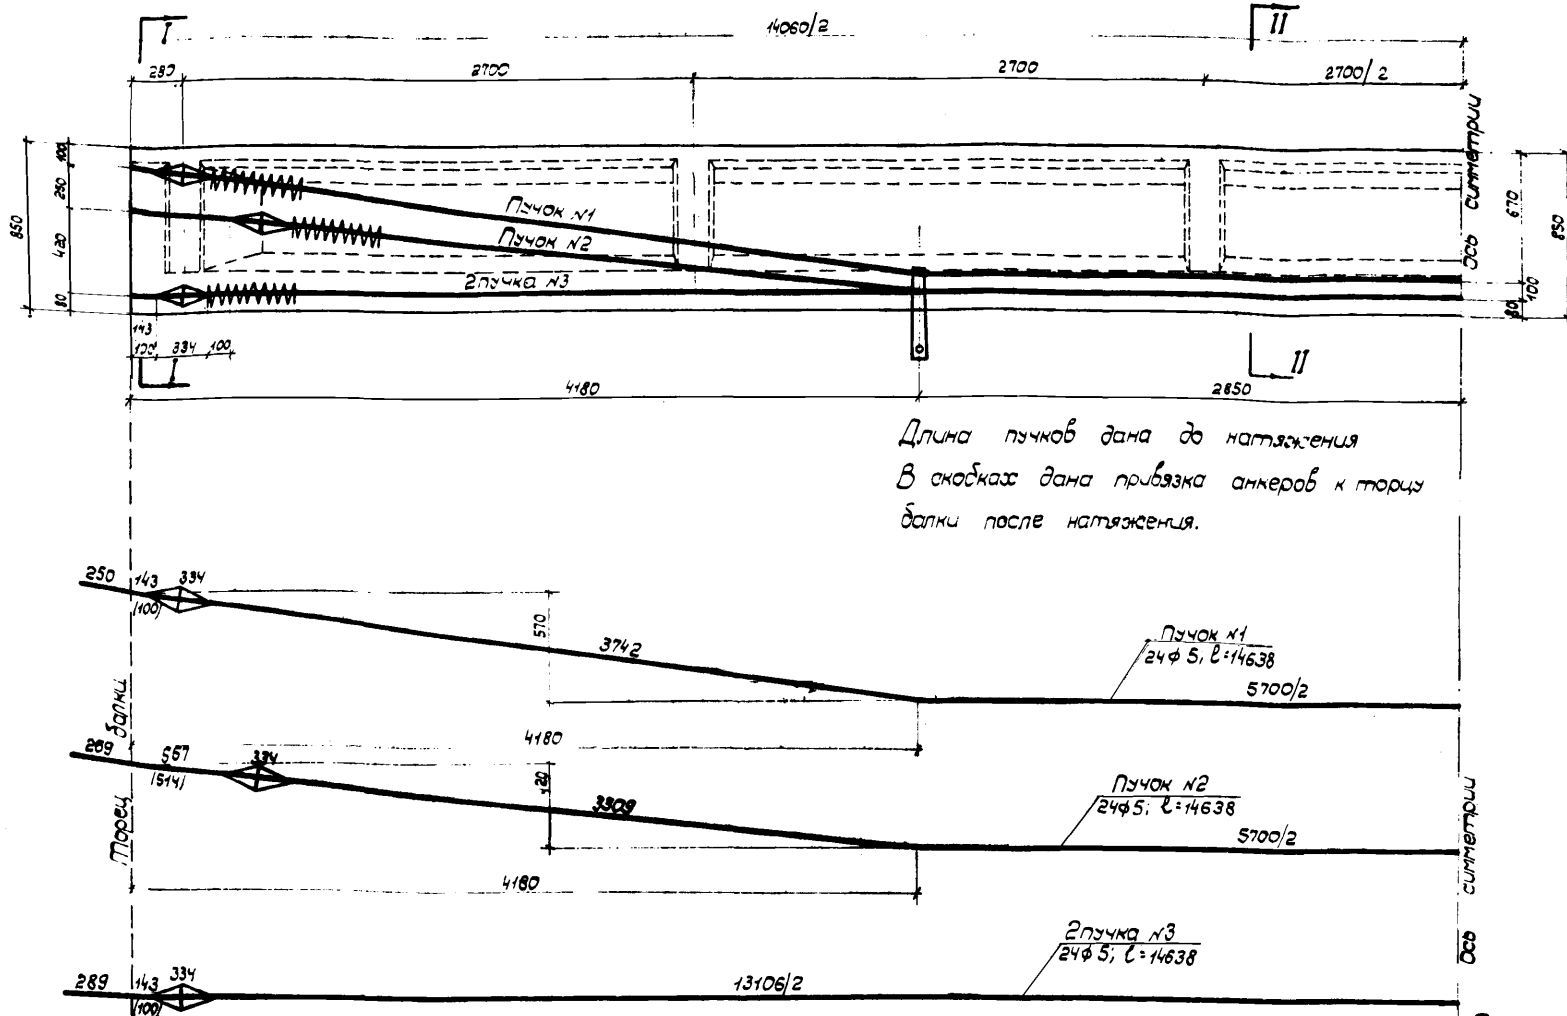 I
14060/2
II
280
2700
2700
2700/2
Ось симметрии
850
100
250
420
80
Пучок №1
Пучок №2
2 пучка №3
670
100
80
850
143
100
334
100
I
II
4180
2850
Длина пучков дана до натяжения
В скобках дана привязка анкеров к торцу
балки после натяжения.
250
143
334
(100)
570
3742
Пучок №1
24ф5, ℓ=14638
5700/2
4180
Торец балки
289
557
334
(514)
420
3309
Пучок №2
24ф5; ℓ=14638
5700/2
4180
Ось симметрии
2 пучка №3
24ф5; ℓ=14638
289
143
334
(100)
13106/2